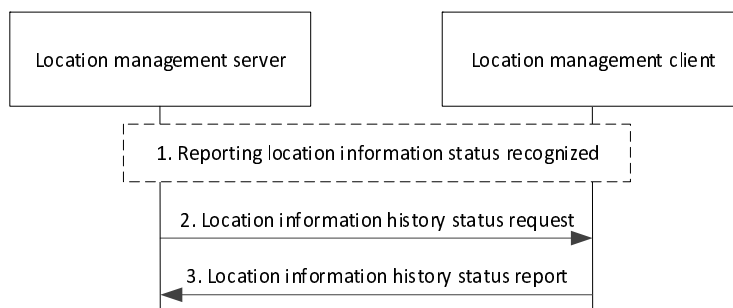 Location management server
Location management client
1. Reporting location information status recognized
2. Location information history status request
3. Location information history status report